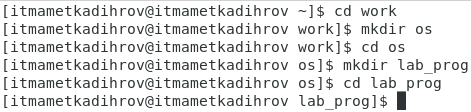 [itmametkadihrov@itmametkadihrov ~]$ cd work
[itmametkadihrov@itmametkadihrov work]$ mkdir os
[itmametkadihrov@itmametkadihrov work]$ cd os
[itmametkadihrov@itmametkadihrov os]$ mkdir lab_prog
[itmametkadihrov@itmametkadihrov os]$ cd lab_prog
[itmametkadihrov@itmametkadihrov lab_prog]$